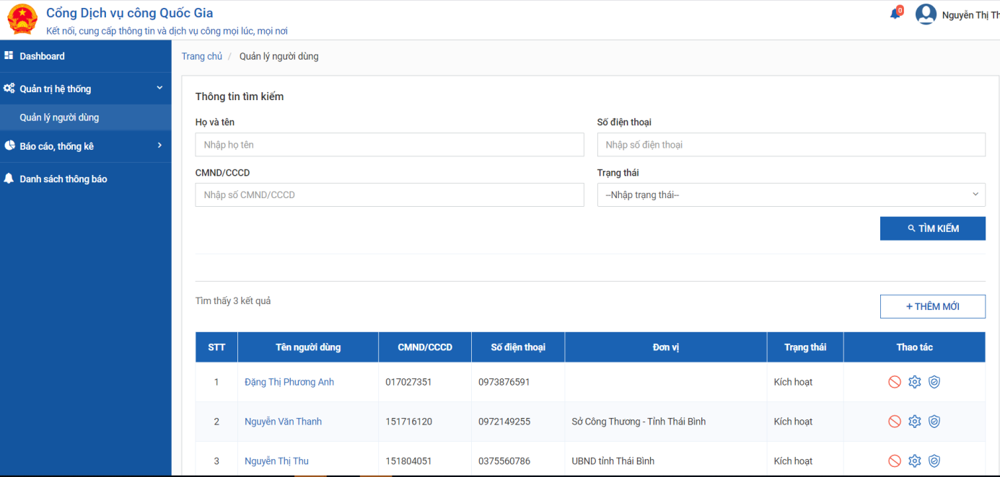 Cổng Dịch vụ công Quốc Gia
Kết nối, cung cấp thông tin và dịch vụ công mọi lúc, mọi nơi
0
Nguyễn Thị Th
Dashboard
Quản trị hệ thống
Quản lý người dùng
Báo cáo, thống kê
Danh sách thông báo
Trang chủ / Quản lý người dùng
Thông tin tìm kiếm
Họ và tên Số điện thoại
Nhập họ tên Nhập số điện thoại
CMND/CCCD Trạng thái
Nhập số CMND/CCCD --Nhập trạng thái--
TÌM KIẾM
Tìm thấy 3 kết quả
+ THÊM MỚI
STT Tên người dùng CMND/CCCD Số điện thoại Đơn vị Trạng thái Thao tác
1 Đặng Thị Phương Anh 017027351 0973876591 Kích hoạt
2 Nguyễn Văn Thanh 151716120 0972149255 Sở Công Thương - Tỉnh Thái Bình Kích hoạt
3 Nguyễn Thị Thu 151804051 0375560786 UBND tỉnh Thái Bình Kích hoạt